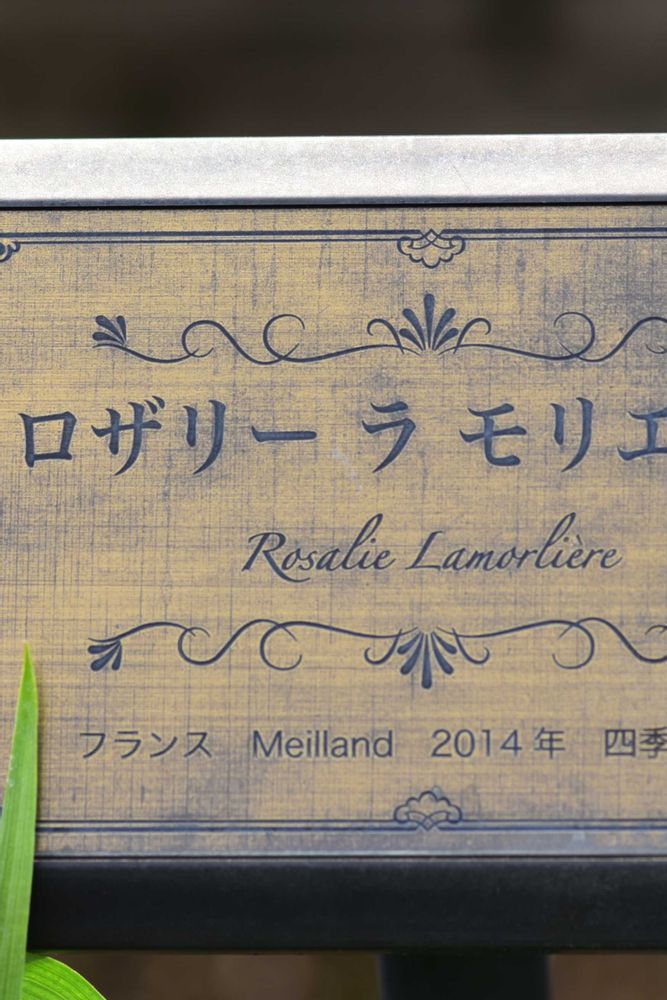 ロザリー ラ モリエ
Rosalie Lamorlière
フランス Meilland 2014年 四季